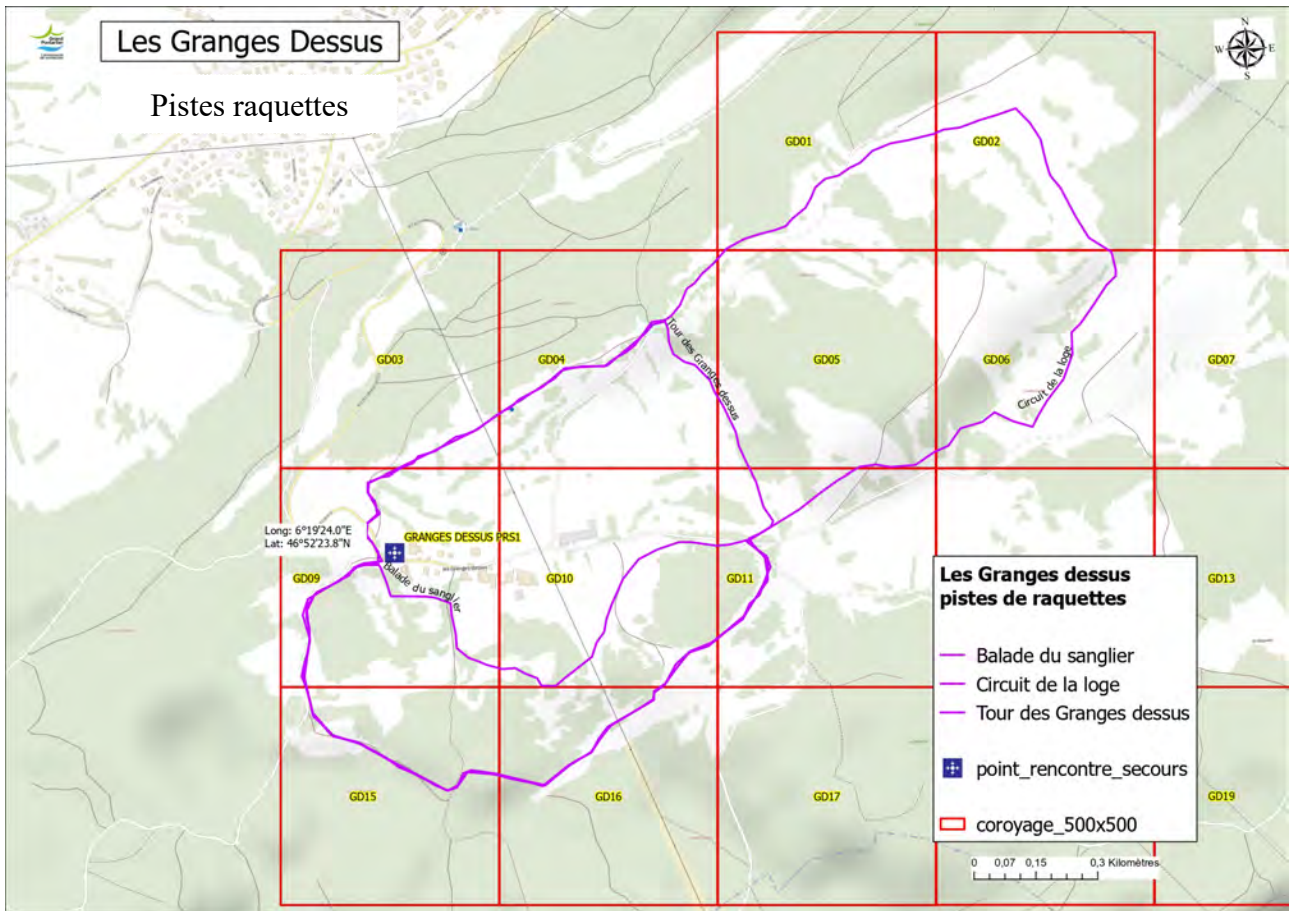 Les Granges Dessus
Pistes raquettes
N
W
E
S
GD01
GD02
GD03
GD04
Tour des Granges dessus
GD05
GD06
Circuit de la loge
GD07
Long: 6°19'24.0"E
Lat: 46°52'23.8"N
GRANGES DESSUS PRS1
GD09
Balade du sanglier
GD10
GD11
GD13
GD15
GD16
GD17
GD19
Les Granges dessus
pistes de raquettes
Balade du sanglier
Circuit de la loge
Tour des Granges dessus
point_rencontre_secours
coroyage_500x500
0 0,07 0,15 0,3 Kilomètres